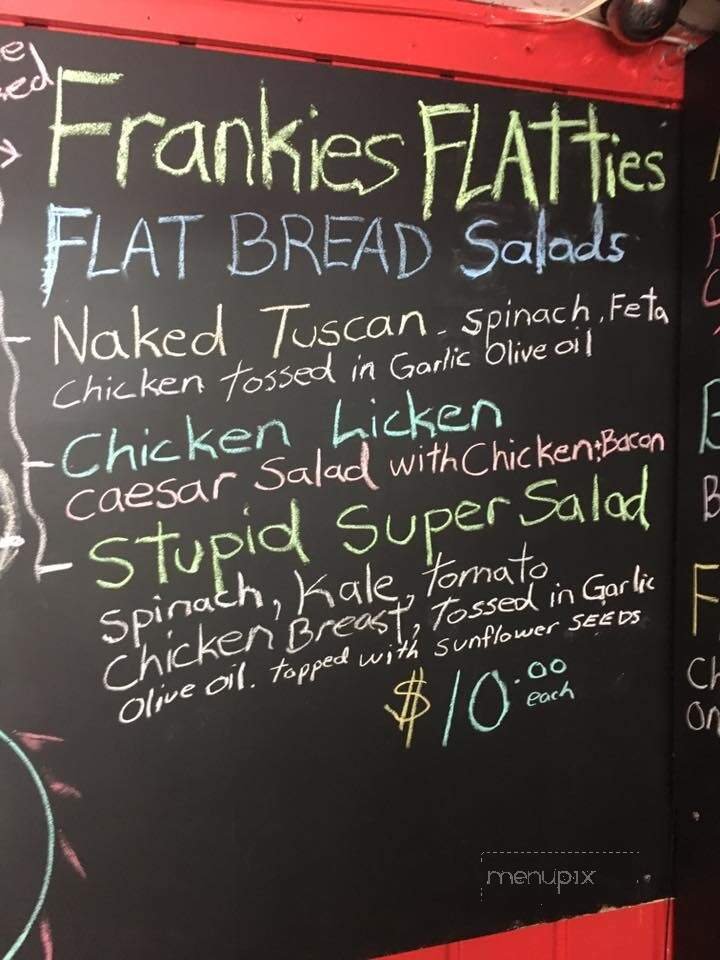 Frankies FLATties
FLAT BREAD Salads
- Naked Tuscan - spinach, Feta
Chicken tossed in Garlic Olive oil
- Chicken Licken
Caesar Salad with Chicken + Bacon
- Stupid Super Salad
spinach, Kale, Tomato
Chicken Breast, Tossed in Garlic
Olive oil. topped with sunflower SEEDS
$10.00
each
menupix